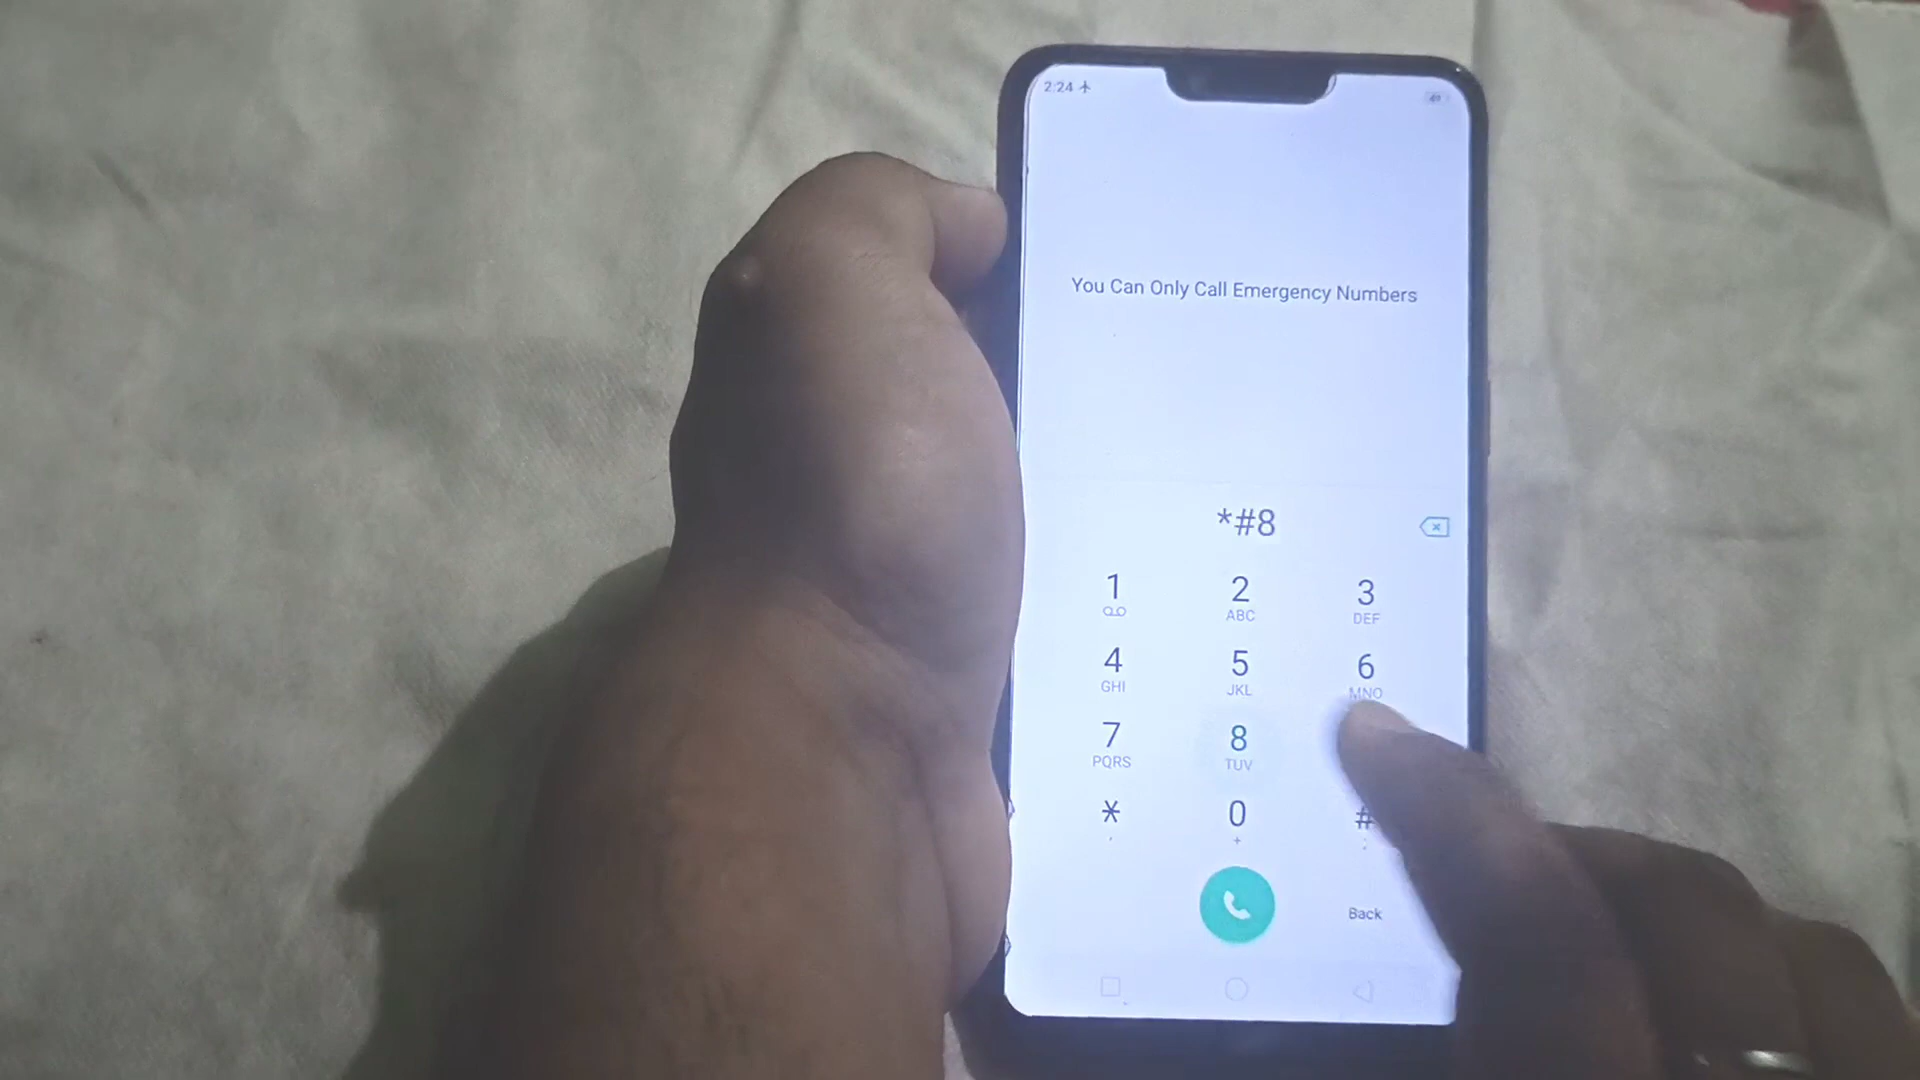 2:24
You Can Only Call Emergency Numbers
*#8
1 2 3
ABC DEF
4 5 6
GHI JKL MNO
7 8
PQRS TUV
* 0 #
, + ;
Back